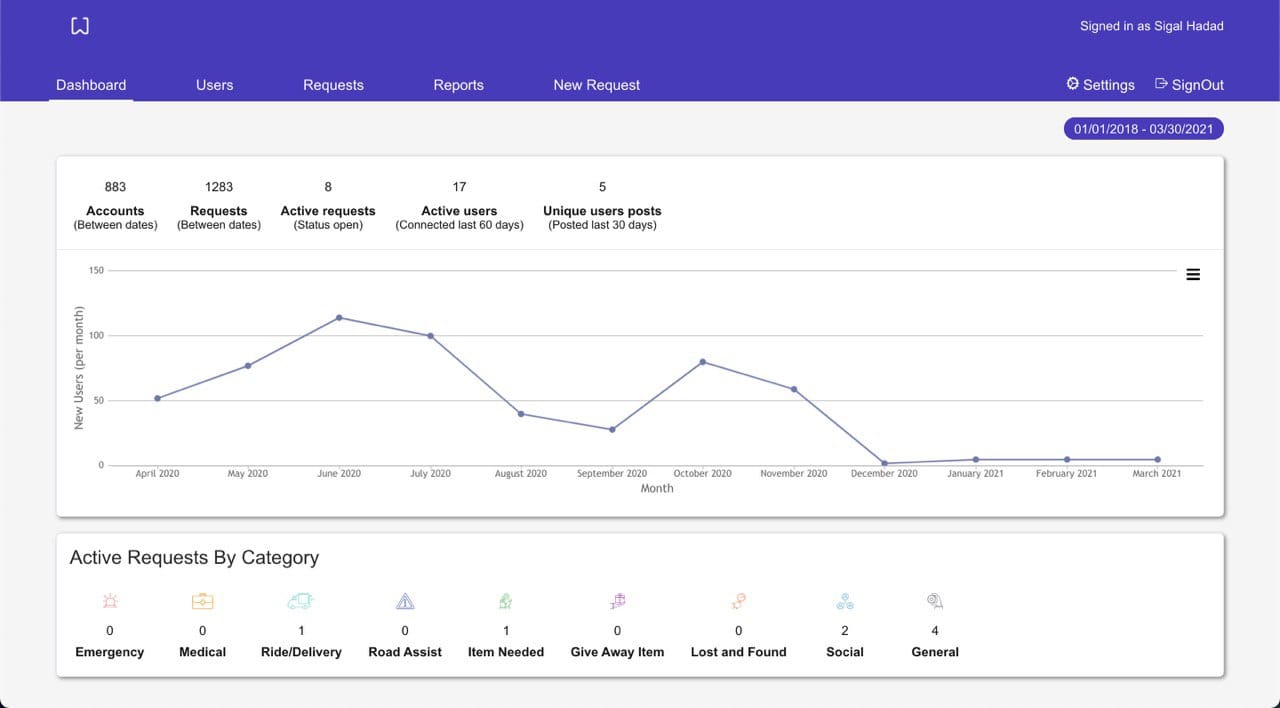 Signed in as Sigal Hadad
Dashboard Users Requests Reports New Request Settings SignOut
01/01/2018 - 03/30/2021
883 1283 8 17 5
Accounts Requests Active requests Active users Unique users posts
(Between dates) (Between dates) (Status open) (Connected last 60 days) (Posted last 30 days)
150
100
50
0
New Users (per month)
April 2020 May 2020 June 2020 July 2020 August 2020 September 2020 October 2020 November 2020 December 2020 January 2021 February 2021 March 2021
Month
Active Requests By Category
0 0 1 0 1 0 0 2 4
Emergency Medical Ride/Delivery Road Assist Item Needed Give Away Item Lost and Found Social General